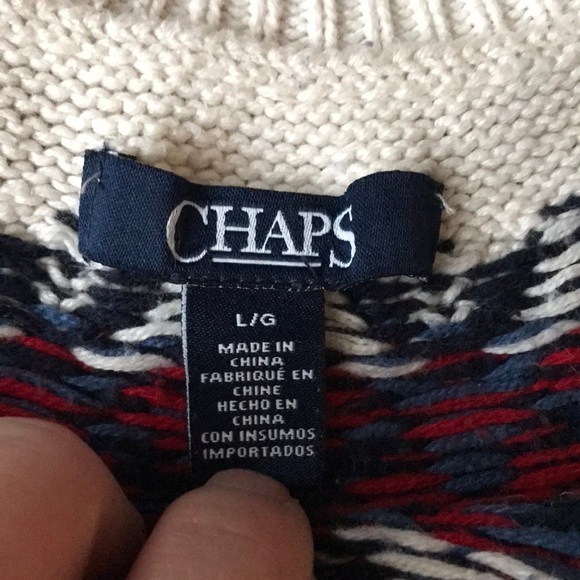 CHAPS
L/G
MADE IN
CHINA
FABRIQUÉ EN
CHINE
HECHO EN
CHINA
CON INSUMOS
IMPORTADOS